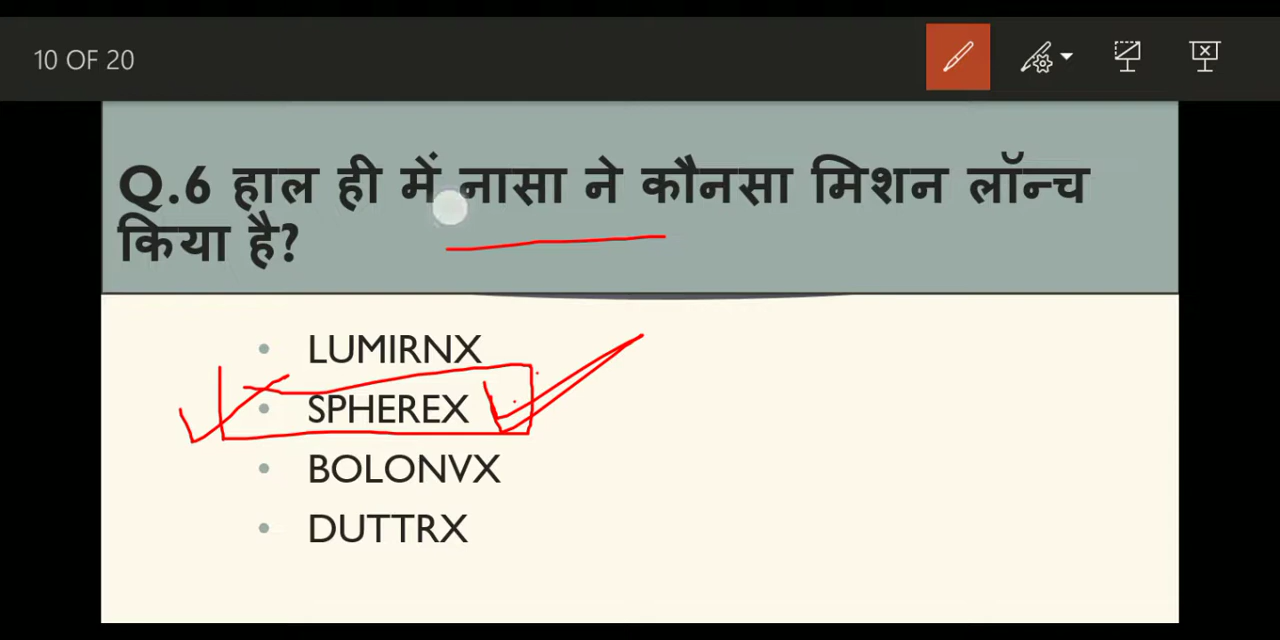 10 OF 20
Q.6 हाल ही में नासा ने कौनसा मिशन लॉन्च
किया है?
• LUMIRNX
• SPHEREX
• BOLONVX
• DUTTRX